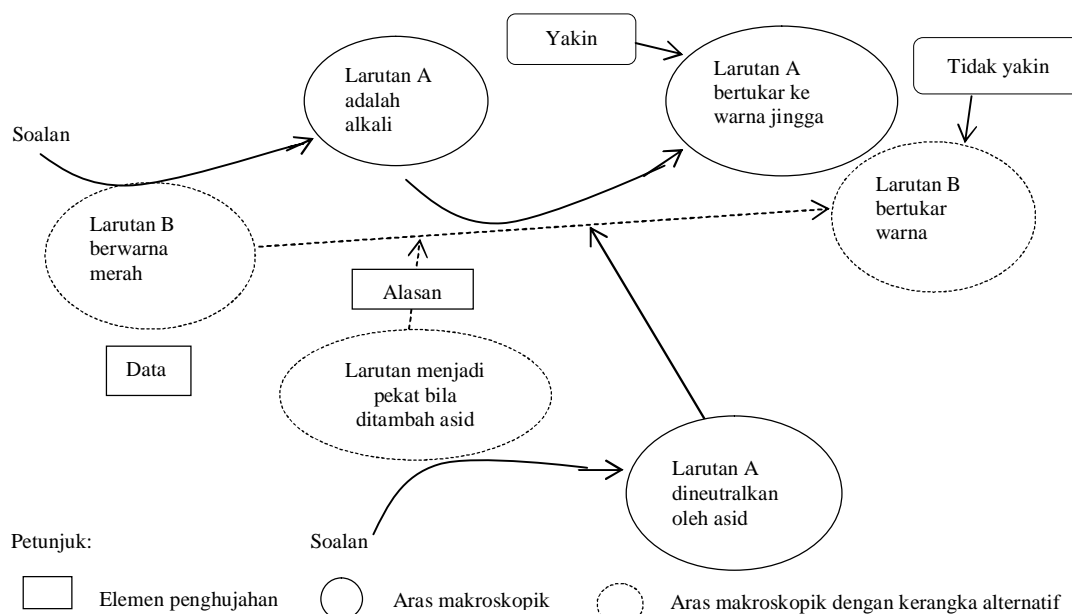 Yakin
Tidak yakin
Larutan A
adalah
alkali
Larutan A
bertukar ke
warna jingga
Soalan
Larutan B
berwarna
merah
Larutan B
bertukar
warna
Alasan
Data
Larutan menjadi
pekat bila
ditambah asid
Larutan A
dineutralkan
oleh asid
Petunjuk:
Soalan
Elemen penghujahan
Aras makroskopik
Aras makroskopik dengan kerangka alternatif